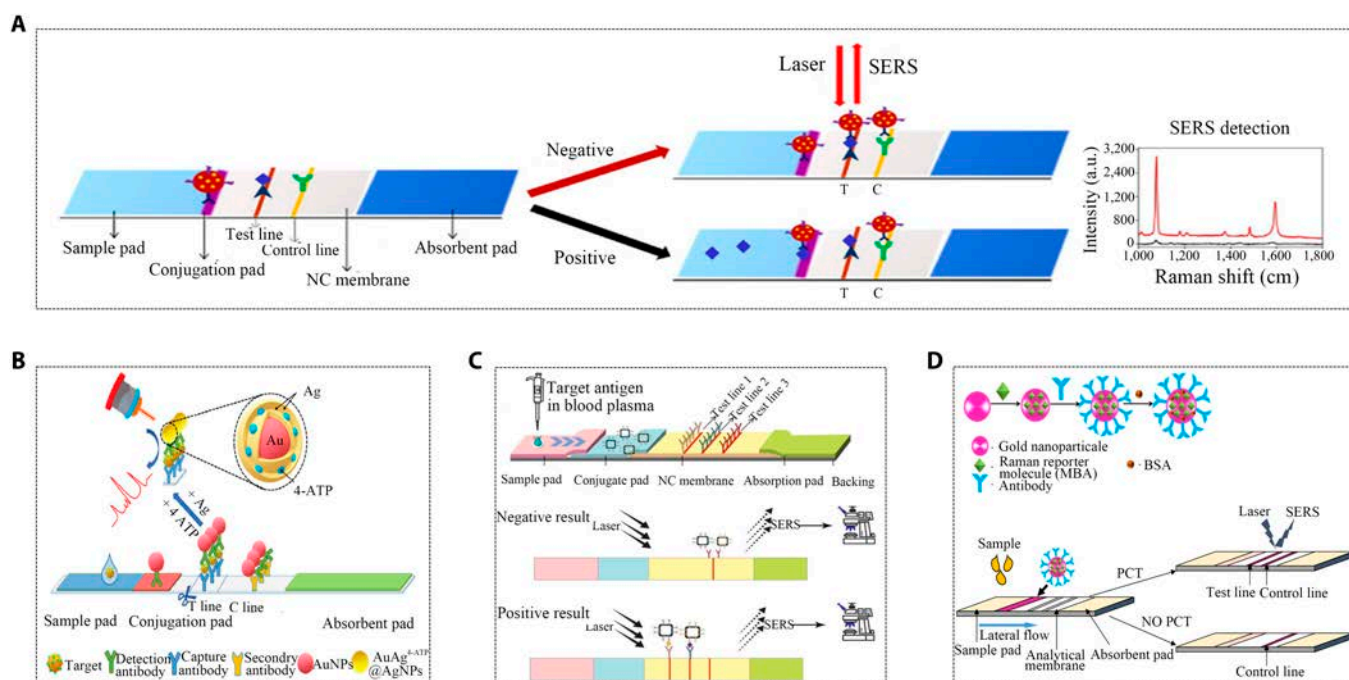 A
Laser
SERS
Negative
Positive
Sample pad
Conjugation pad
Test line
Control line
NC membrane
Absorbent pad
T
C
T
C
SERS detection
Intensity (a.u.)
3,200
2,400
1,600
800
0
1,000
1,200
1,400
1,600
1,800
Raman shift (cm)
B
Ag
Au
4-ATP
+ Ag
+ 4 ATP
T line
C line
Sample pad
Conjugation pad
Absorbent pad
Target
Detection
antibody
Capture
antibody
Secondry
antibody
AuNPs
AuAg4-ATP
@AgNPs
C
Target antigen
in blood plasma
Test line 1
Test line 2
Test line 3
Sample pad
Conjugate pad
NC membrane
Absorption pad
Backing
Negative result
Laser
SERS
Positive result
Laser
SERS
D
Gold nanoparticale
Raman reporter
molecule (MBA)
BSA
Antibody
Sample
Laser
SERS
PCT
Test line
Control line
NO PCT
Lateral flow
Sample pad
Analytical
membrane
Absorbent pad
Control line